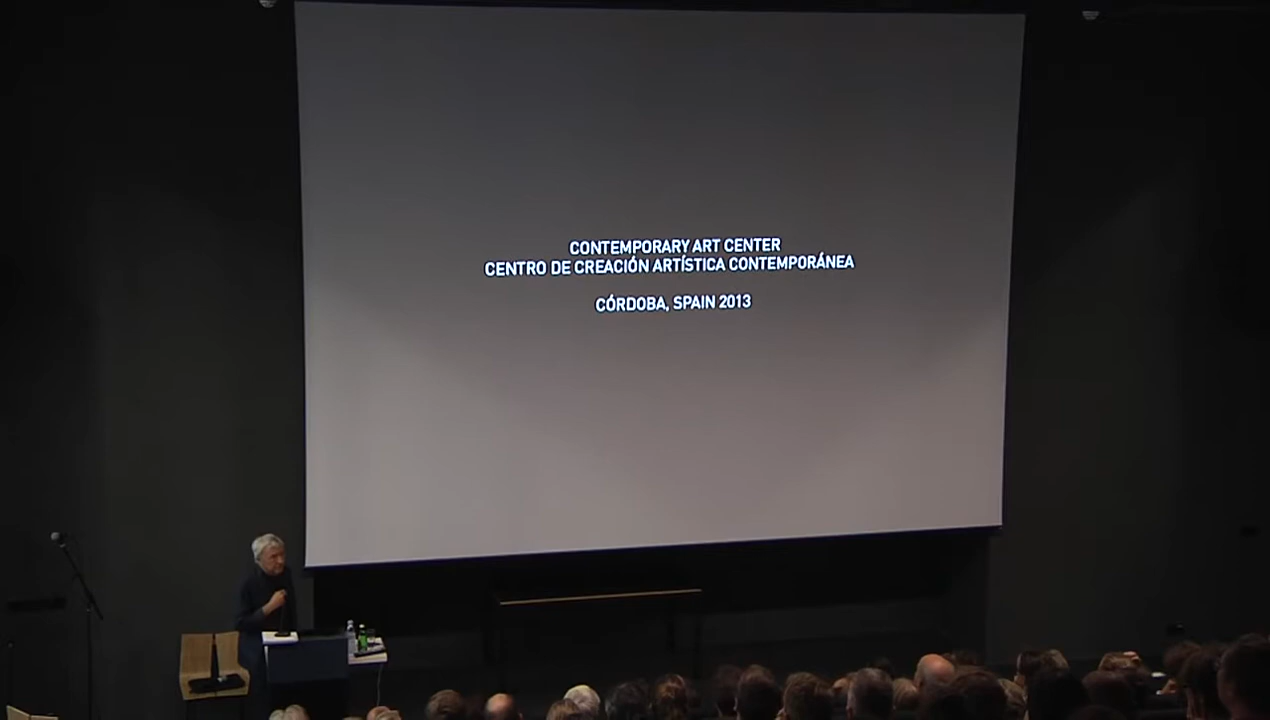 CONTEMPORARY ART CENTER
CENTRO DE CREACIÓN ARTÍSTICA CONTEMPORÁNEA
CÓRDOBA, SPAIN 2013